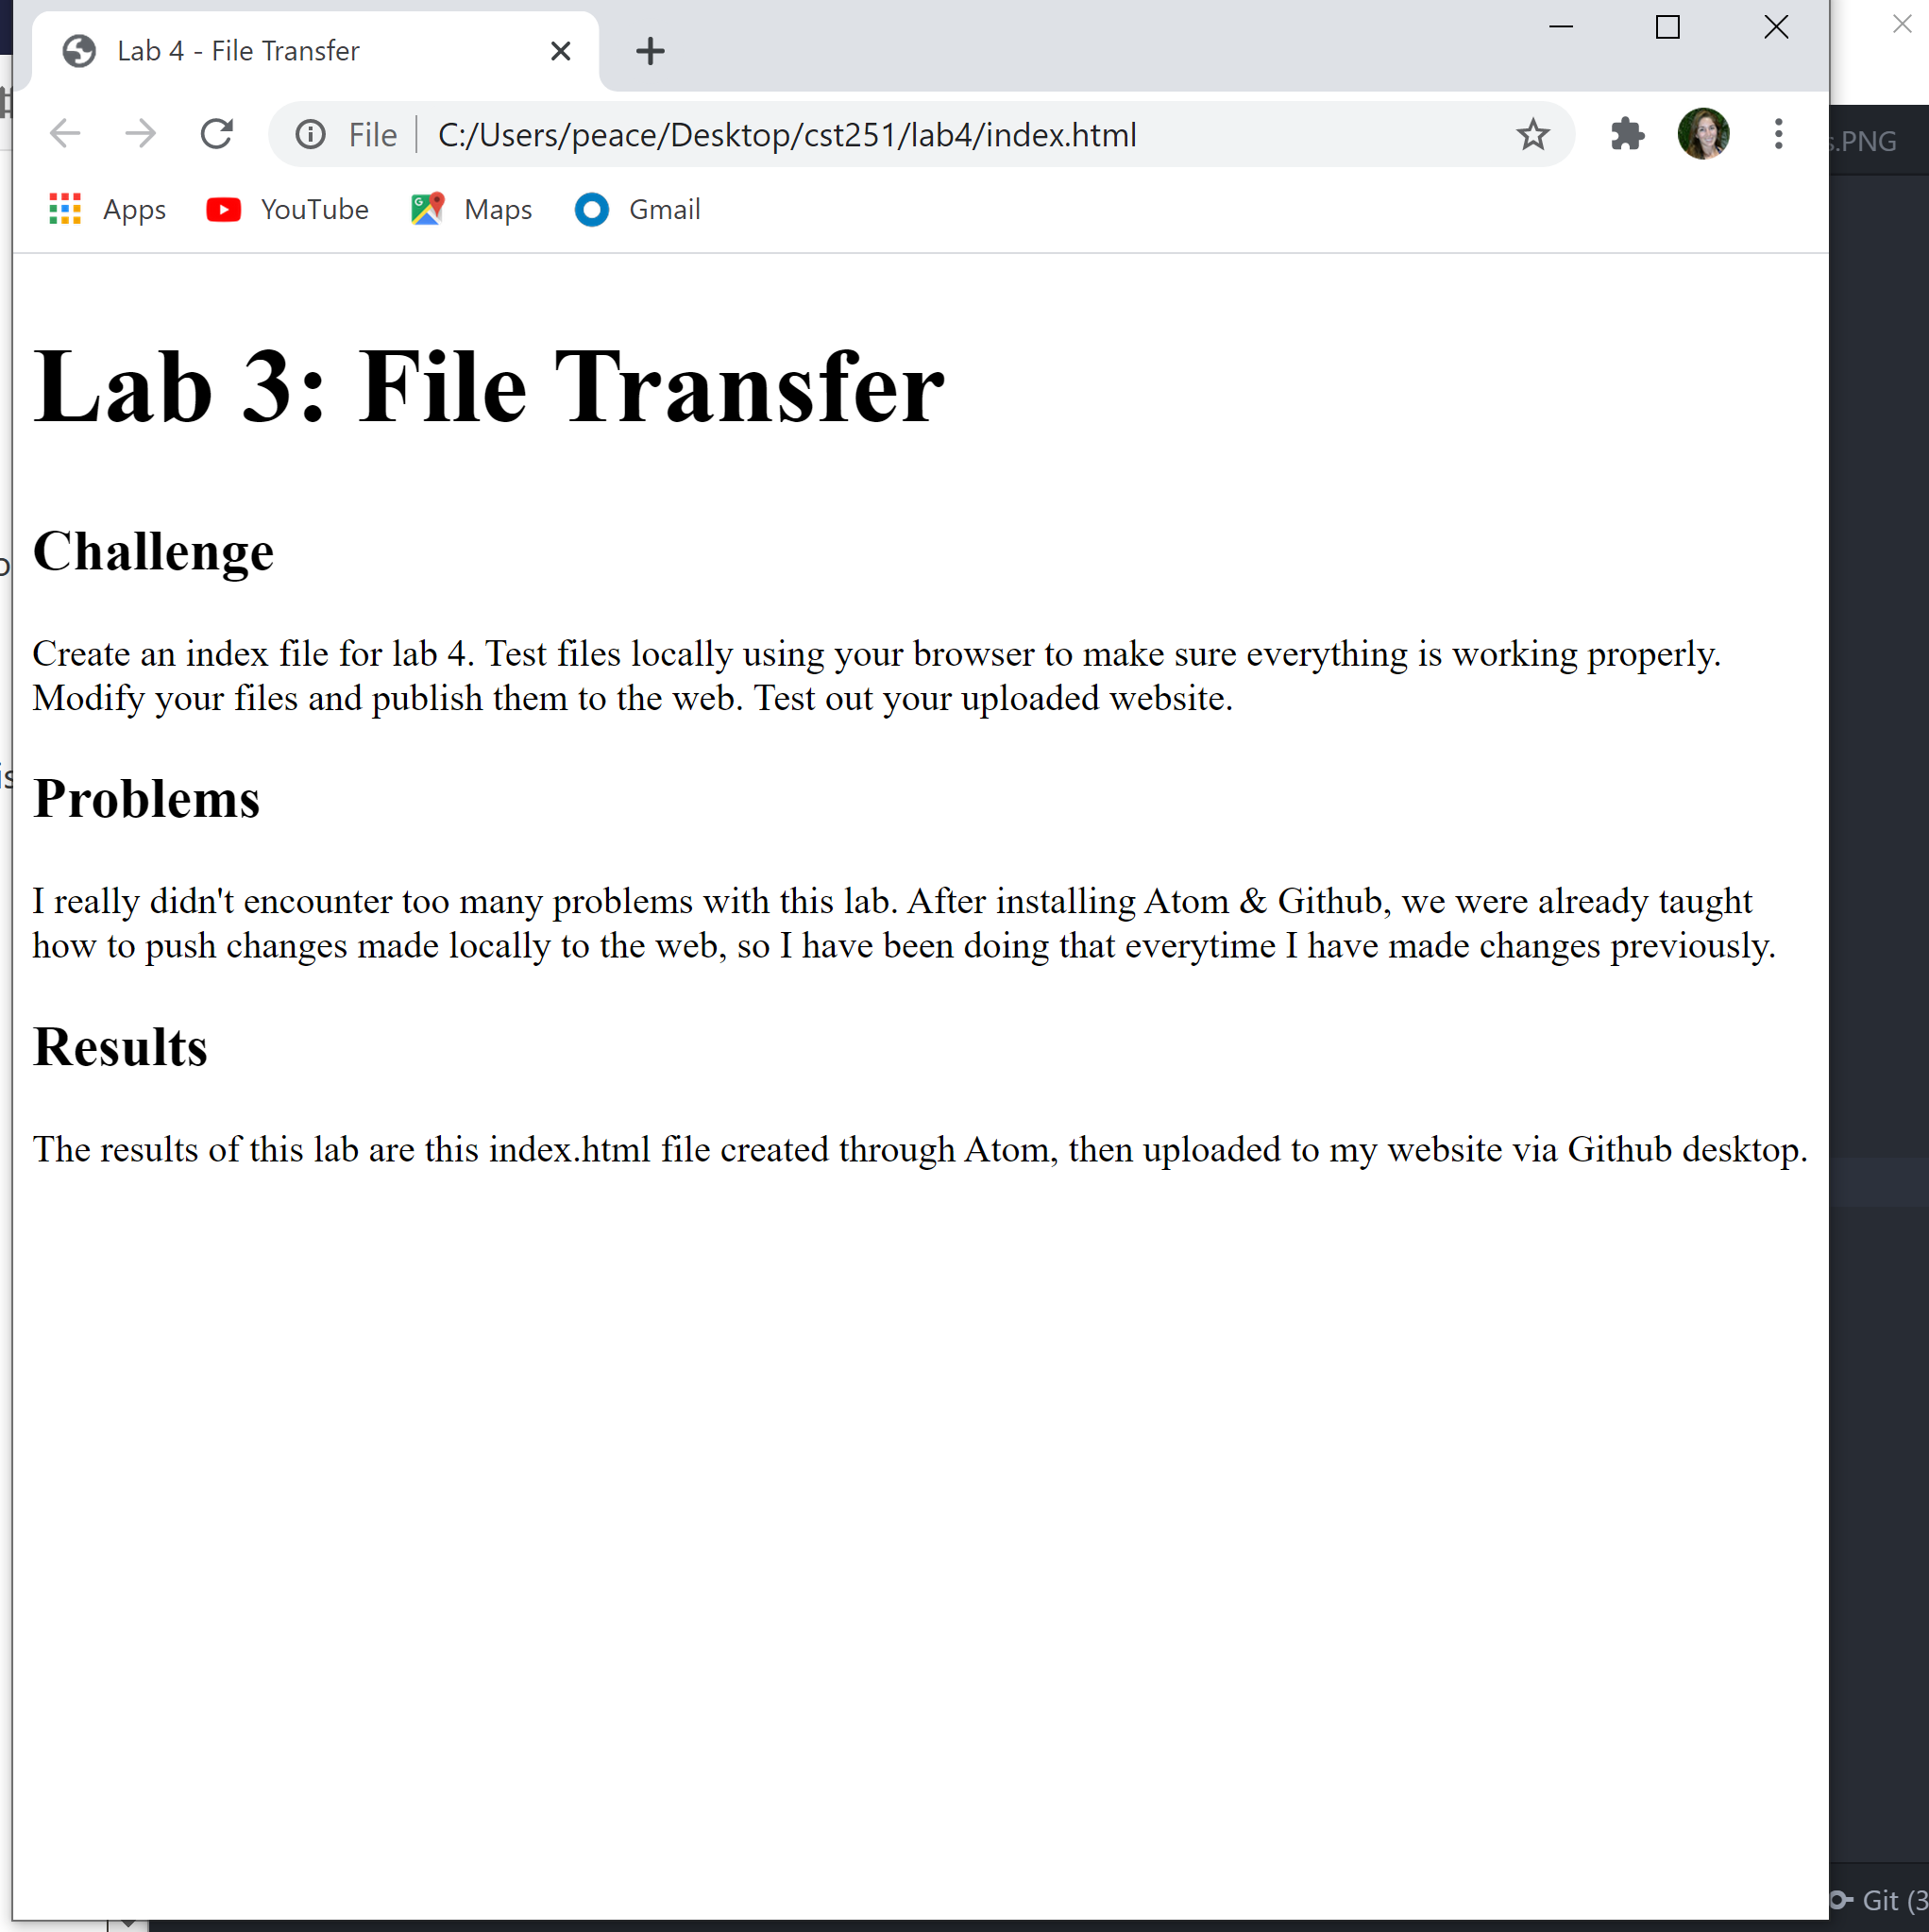 Lab 4 - File Transfer
File C:/Users/peace/Desktop/cst251/lab4/index.html
s.PNG
Apps YouTube Maps Gmail
Lab 3: File Transfer
Challenge
Create an index file for lab 4. Test files locally using your browser to make sure everything is working properly.
Modify your files and publish them to the web. Test out your uploaded website.
Problems
I really didn't encounter too many problems with this lab. After installing Atom & Github, we were already taught
how to push changes made locally to the web, so I have been doing that everytime I have made changes previously.
Results
The results of this lab are this index.html file created through Atom, then uploaded to my website via Github desktop.
Git (3